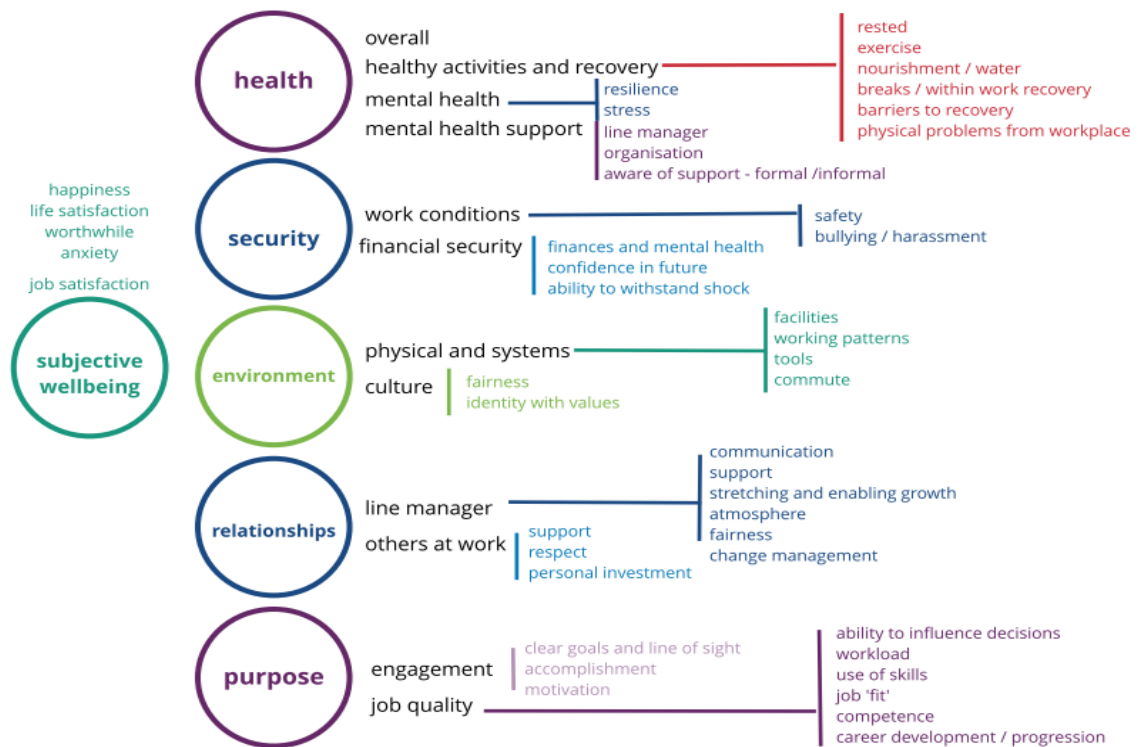 happiness
life satisfaction
worthwhile
anxiety
job satisfaction
subjective
wellbeing
health
overall
healthy activities and recovery
rested
exercise
nourishment / water
breaks / within work recovery
barriers to recovery
physical problems from workplace
mental health
resilience
stress
mental health support
line manager
organisation
aware of support - formal /informal
security
work conditions
safety
bullying / harassment
financial security
finances and mental health
confidence in future
ability to withstand shock
environment
physical and systems
facilities
working patterns
tools
commute
culture
fairness
identity with values
relationships
line manager
communication
support
stretching and enabling growth
atmosphere
fairness
change management
others at work
support
respect
personal investment
purpose
engagement
clear goals and line of sight
accomplishment
motivation
job quality
ability to influence decisions
workload
use of skills
job 'fit'
competence
career development / progression